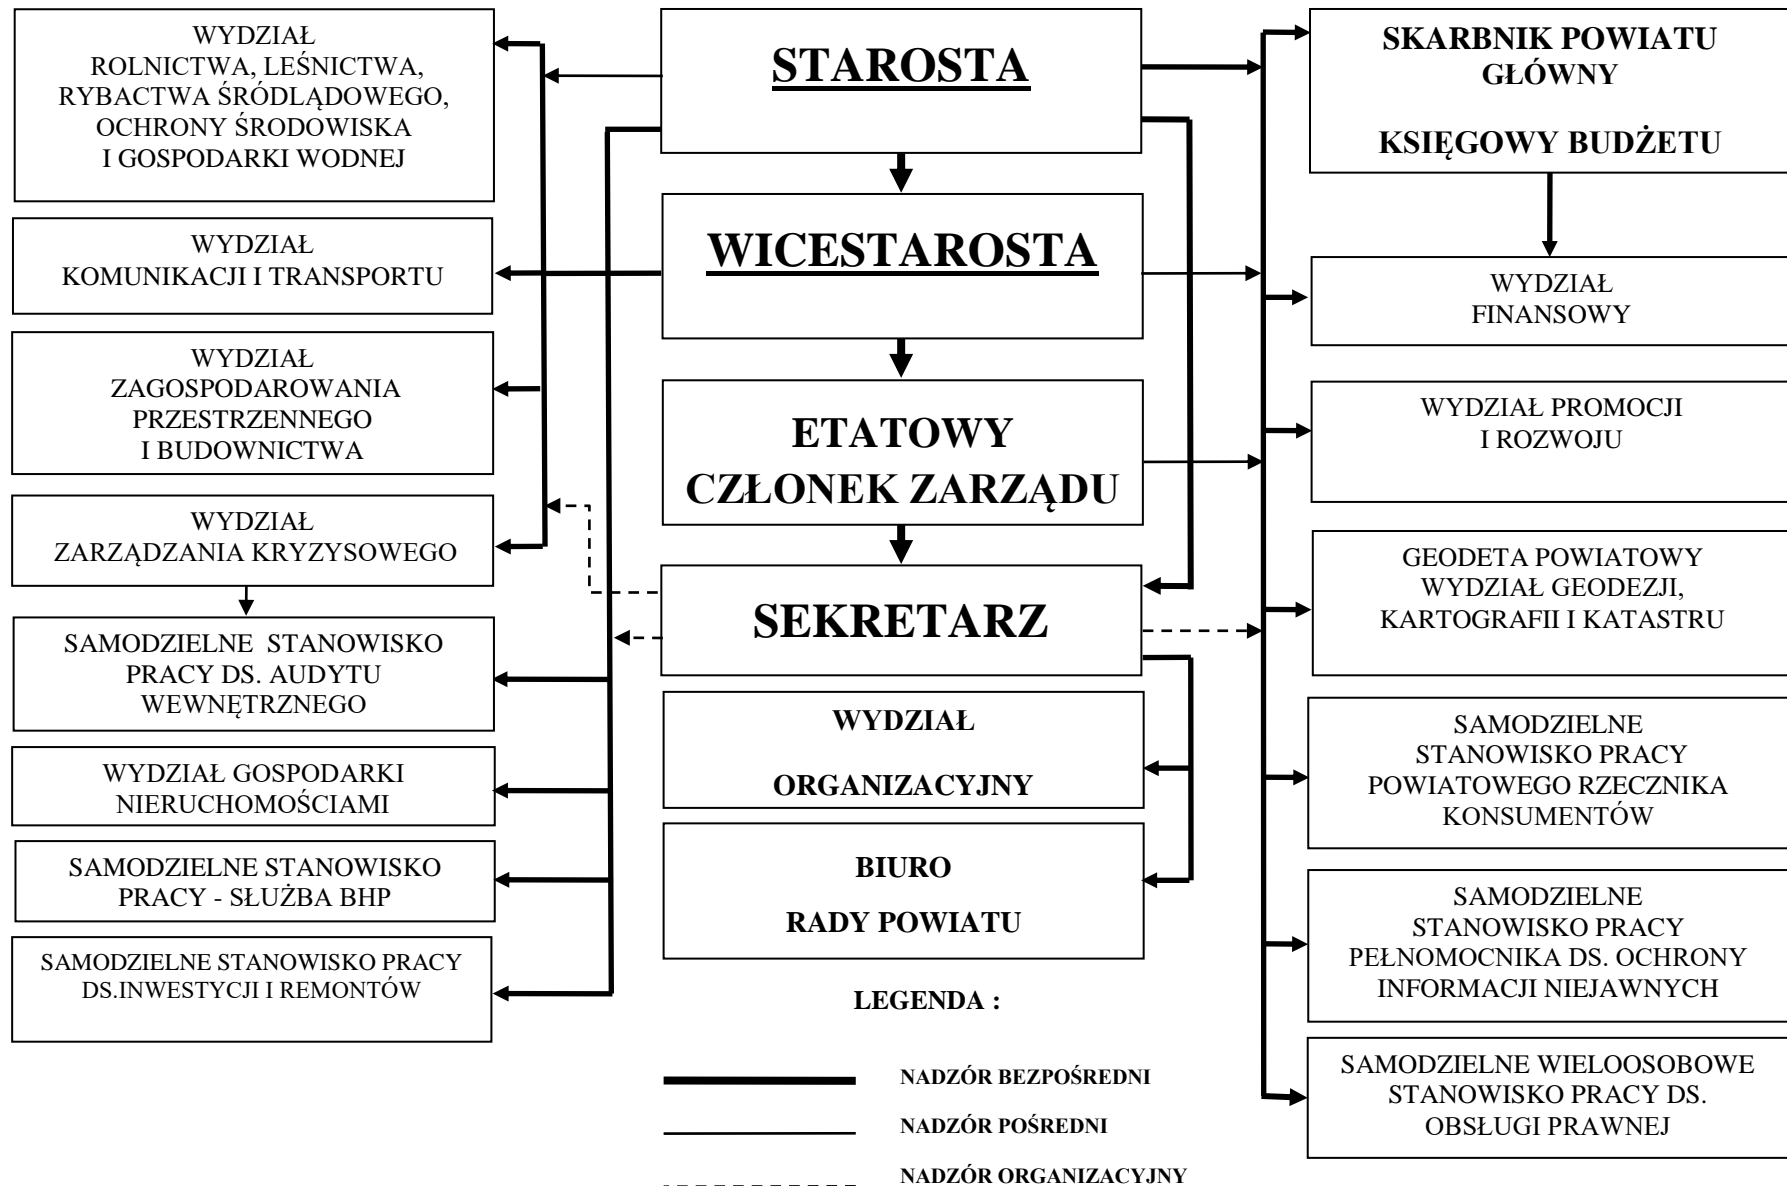 WYDZIAŁ
ROLNICTWA, LEŚNICTWA,
RYBACTWA ŚRÓDLĄDOWEGO,
OCHRONY ŚRODOWISKA
I GOSPODARKI WODNEJ
WYDZIAŁ
KOMUNIKACJI I TRANSPORTU
WYDZIAŁ
ZAGOSPODAROWANIA
PRZESTRZENNEGO
I BUDOWNICTWA
WYDZIAŁ
ZARZĄDZANIA KRYZYSOWEGO
SAMODZIELNE STANOWISKO
PRACY DS. AUDYTU
WEWNĘTRZNEGO
WYDZIAŁ GOSPODARKI
NIERUCHOMOŚCIAMI
SAMODZIELNE STANOWISKO
PRACY - SŁUŻBA BHP
SAMODZIELNE STANOWISKO PRACY
DS.INWESTYCJI I REMONTÓW
STAROSTA
WICESTAROSTA
ETATOWY
CZŁONEK ZARZĄDU
SEKRETARZ
WYDZIAŁ
ORGANIZACYJNY
BIURO
RADY POWIATU
LEGENDA :
NADZÓR BEZPOŚREDNI
NADZÓR POŚREDNI
NADZÓR ORGANIZACYJNY
SKARBNIK POWIATU
GŁÓWNY
KSIĘGOWY BUDŻETU
WYDZIAŁ
FINANSOWY
WYDZIAŁ PROMOCJI
I ROZWOJU
GEODETA POWIATOWY
WYDZIAŁ GEODEZJI,
KARTOGRAFII I KATASTRU
SAMODZIELNE
STANOWISKO PRACY
POWIATOWEGO RZECZNIKA
KONSUMENTÓW
SAMODZIELNE
STANOWISKO PRACY
PEŁNOMOCNIKA DS. OCHRONY
INFORMACJI NIEJAWNYCH
SAMODZIELNE WIELOOSOBOWE
STANOWISKO PRACY DS.
OBSŁUGI PRAWNEJ